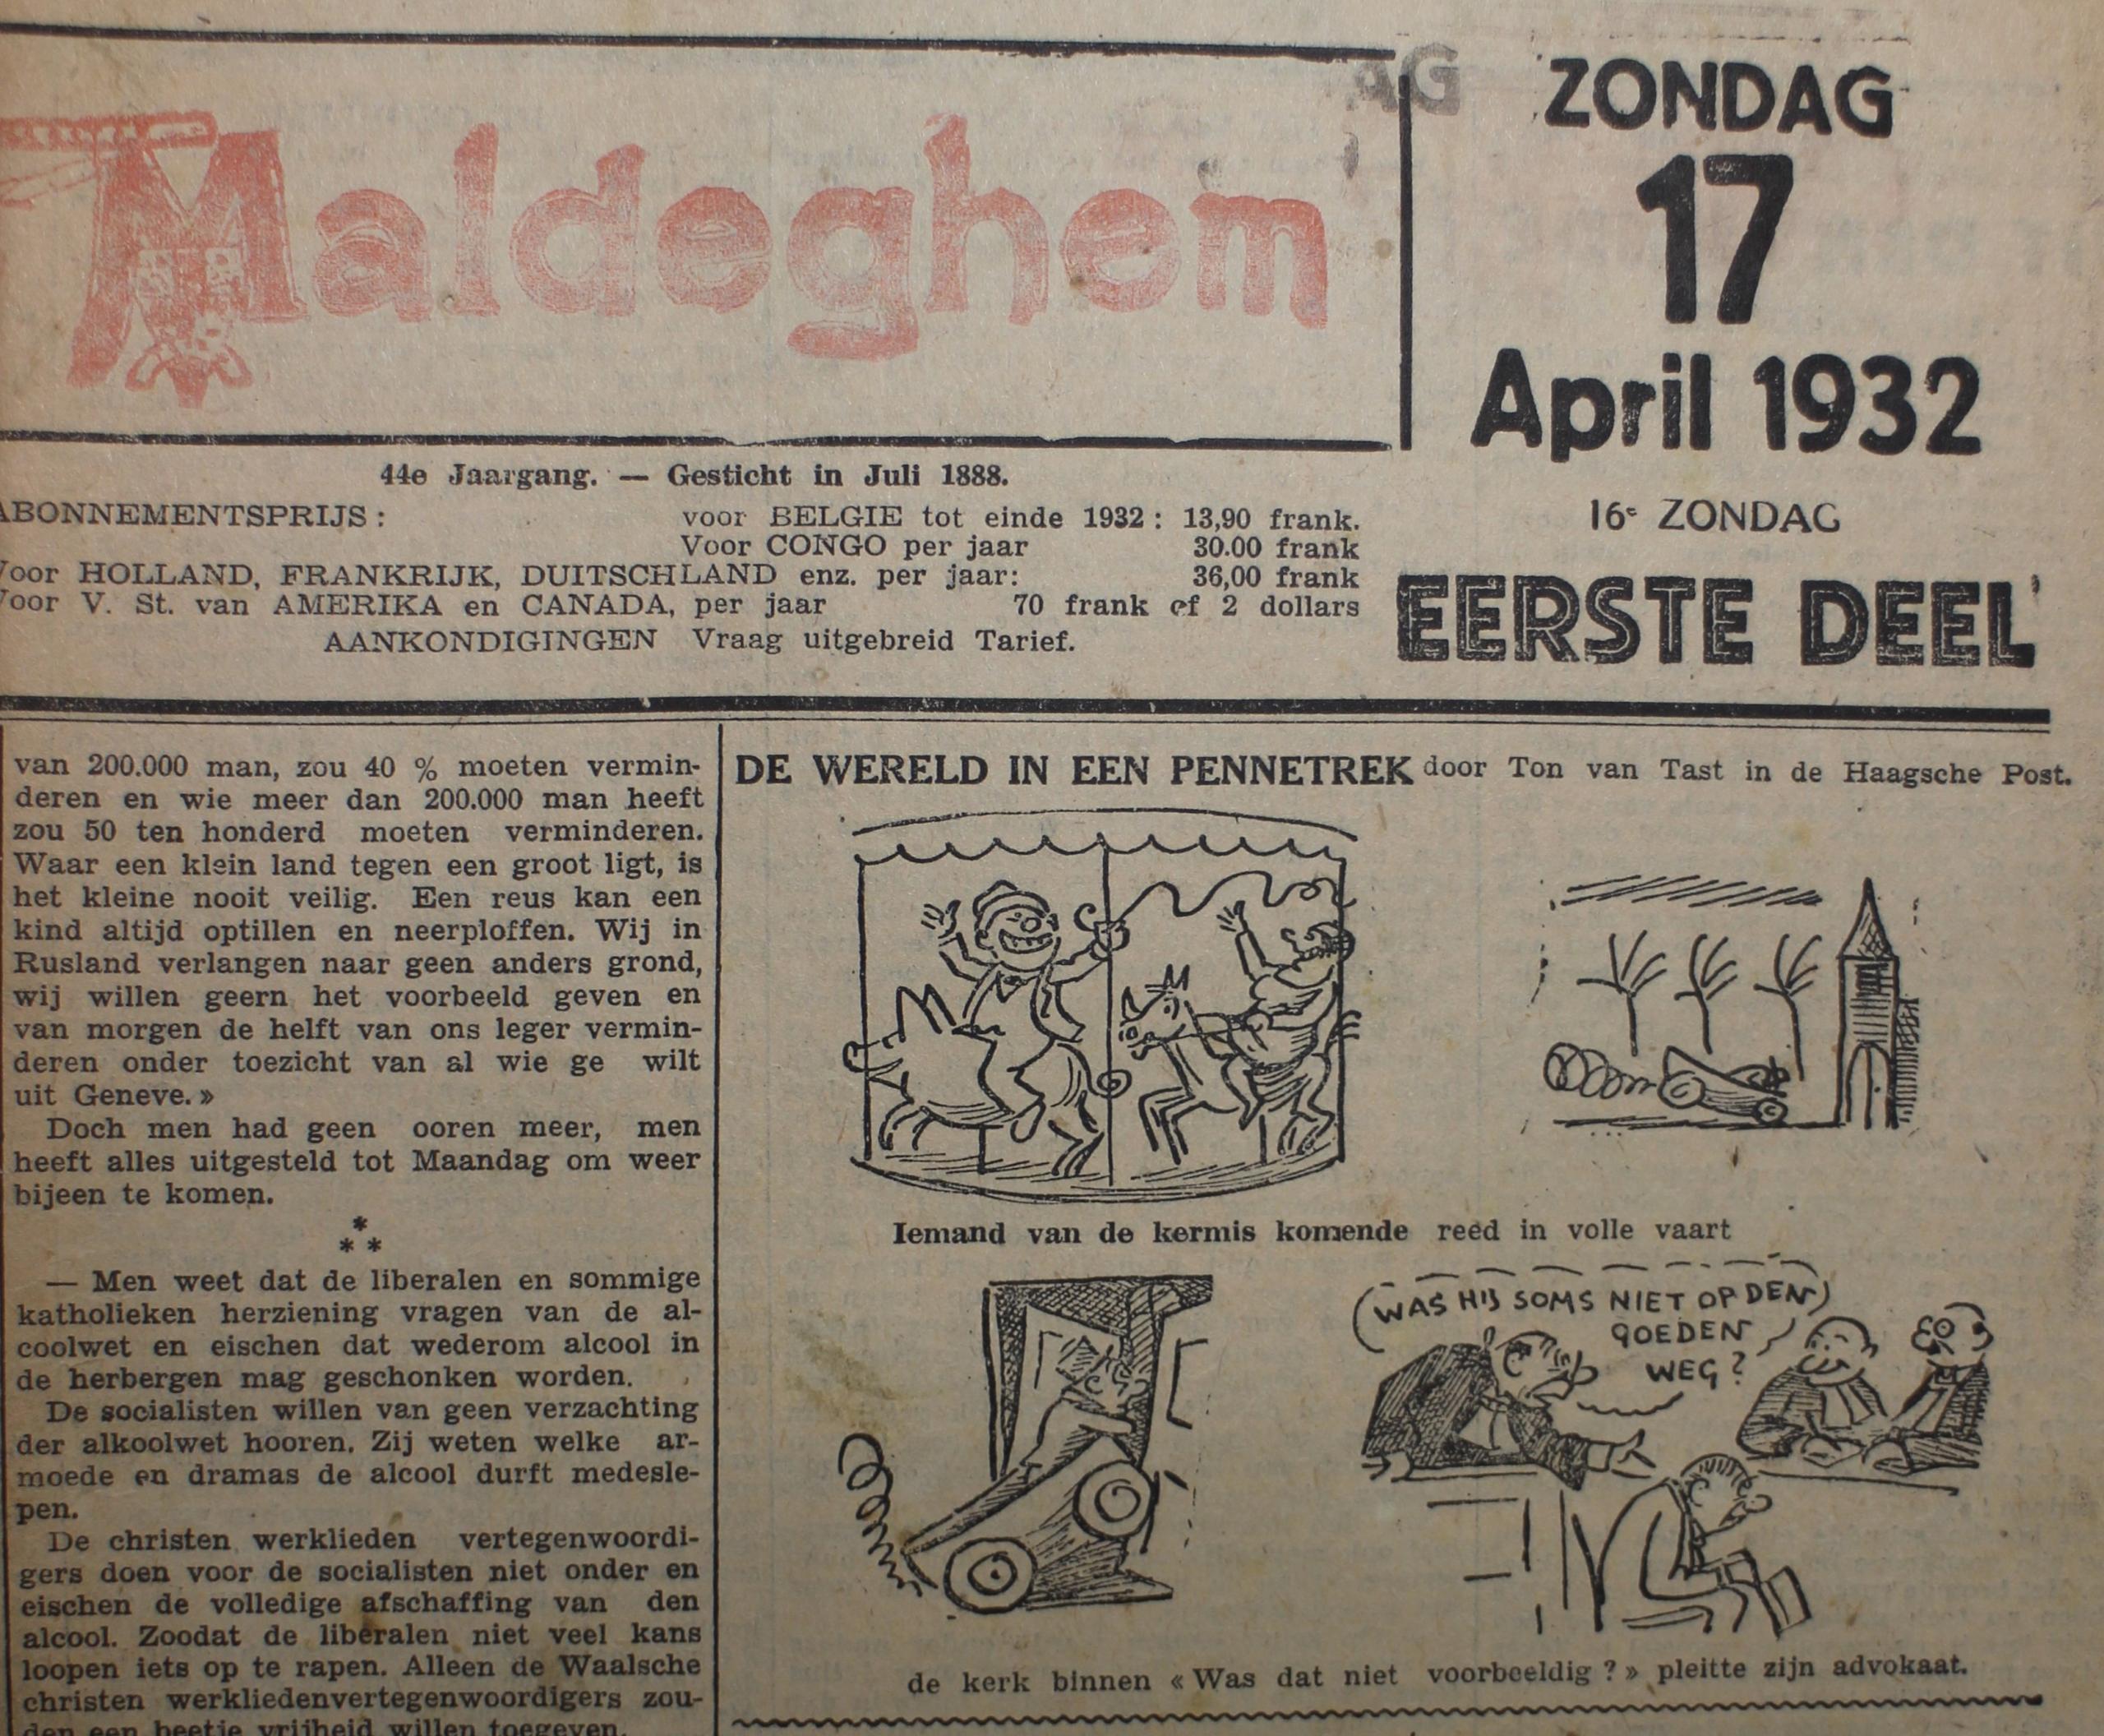 Maldeghem
ZONDAG
17
April 1932
16e ZONDAG
EERSTE DEEL
44e Jaargang. — Gesticht in Juli 1888.
ABONNEMENTSPRIJS : voor BELGIE tot einde 1932 : 13,90 frank.
Voor CONGO per jaar 30.00 frank
Voor HOLLAND, FRANKRIJK, DUITSCHLAND enz. per jaar: 36,00 frank
Voor V. St. van AMERIKA en CANADA, per jaar 70 frank of 2 dollars
AANKONDIGINGEN Vraag uitgebreid Tarief.
van 200.000 man, zou 40 % moeten vermin-
deren en wie meer dan 200.000 man heeft
zou 50 ten honderd moeten verminderen.
Waar een klein land tegen een groot ligt, is
het kleine nooit veilig. Een reus kan een
kind altijd optillen en neerploffen. Wij in
Rusland verlangen naar geen anders grond,
wij willen geern het voorbeeld geven en
van morgen de helft van ons leger vermin-
deren onder toezicht van al wie ge wilt
uit Geneve. »
Doch men had geen ooren meer, men
heeft alles uitgesteld tot Maandag om weer
bijeen te komen.
*
* *
— Men weet dat de liberalen en sommige
katholieken herziening vragen van de al-
coolwet en eischen dat wederom alcool in
de herbergen mag geschonken worden.
De socialisten willen van geen verzachting
der alkoolwet hooren. Zij weten welke ar-
moede en dramas de alcool durft medesle-
pen.
De christen werklieden vertegenwoordi-
gers doen voor de socialisten niet onder en
eischen de volledige afschaffing van den
alcool. Zoodat de liberalen niet veel kans
loopen iets op te rapen. Alleen de Waalsche
christen werkliedenvertegenwoordigers zou-
den een beetje vrijheid willen toegeven.
DE WERELD IN EEN PENNETREK door Ton van Tast in de Haagsche Post.
Iemand van de kermis komende reed in volle vaart
WAS HIJ SOMS NIET OP DEN
GOEDEN
WEG?
de kerk binnen « Was dat niet voorbeeldig ? » pleitte zijn advokaat.